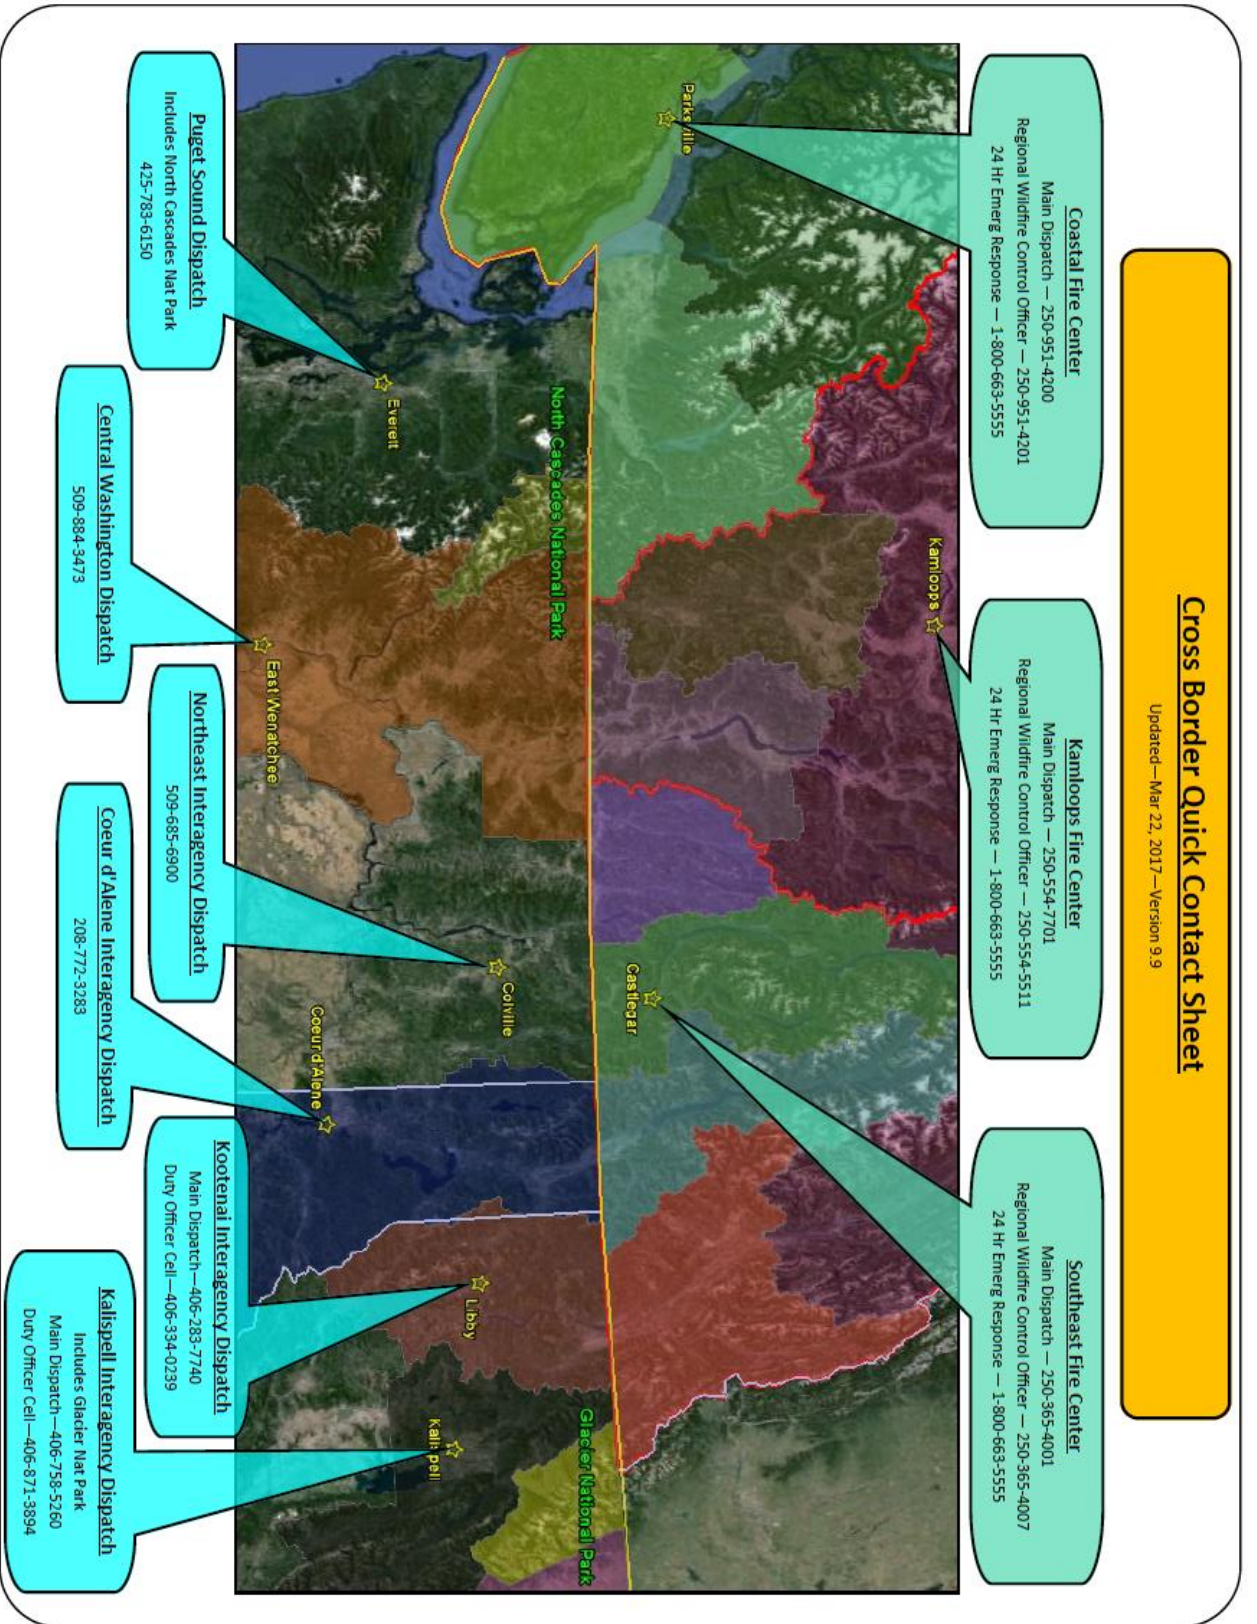 Cross Border Quick Contact Sheet
Updated—Mar 22, 2017—Version 9.9
Coastal Fire Center
Main Dispatch — 250-951-4200
Regional Wildfire Control Officer — 250-951-4201
24 Hr Emerg Response — 1-800-663-5555
Kamloops Fire Center
Main Dispatch — 250-554-7701
Regional Wildfire Control Officer — 250-554-5511
24 Hr Emerg Response — 1-800-663-5555
Southeast Fire Center
Main Dispatch — 250-365-4001
Regional Wildfire Control Officer — 250-365-4007
24 Hr Emerg Response — 1-800-663-5555
Kamloops
Parksville
Castlegar
North Cascades National Park
Glacier National Park
Colville
Libby
Kalispell
Everett
Coeur d'Alene
East Wenatchee
Puget Sound Dispatch
Includes North Cascades Nat Park
425-783-6150
Central Washington Dispatch
509-884-3473
Northeast Interagency Dispatch
509-685-6900
Coeur d'Alene Interagency Dispatch
208-772-3283
Kootenai Interagency Dispatch
Main Dispatch—406-283-7740
Duty Officer Cell—406-334-0239
Kalispell Interagency Dispatch
Includes Glacier Nat Park
Main Dispatch—406-758-5260
Duty Officer Cell—406-871-3894